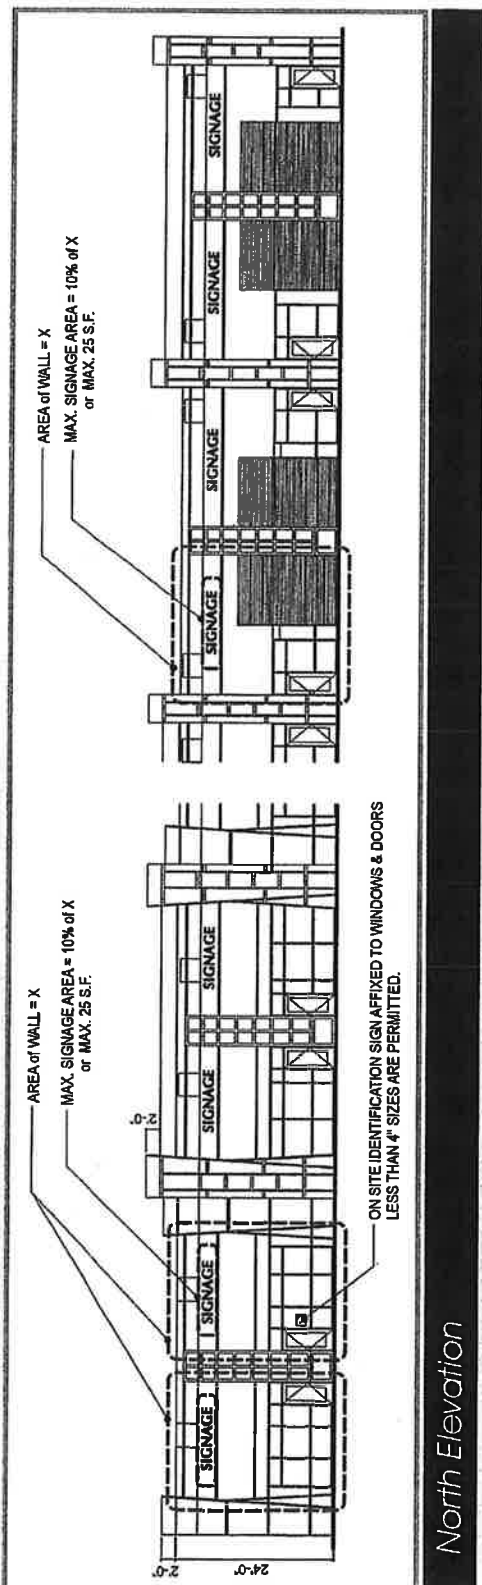 AREA of WALL = X
MAX. SIGNAGE AREA = 10% of X
or MAX. 25 S.F.
AREA of WALL = X
MAX. SIGNAGE AREA = 10% of X
or MAX. 25 S.F.
2'-0"
2'-0"
24'-0"
SIGNAGE
SIGNAGE
SIGNAGE
SIGNAGE
SIGNAGE
SIGNAGE
SIGNAGE
SIGNAGE
ON SITE IDENTIFICATION SIGN AFFIXED TO WINDOWS & DOORS
LESS THAN 4" SIZES ARE PERMITTED.
North Elevation